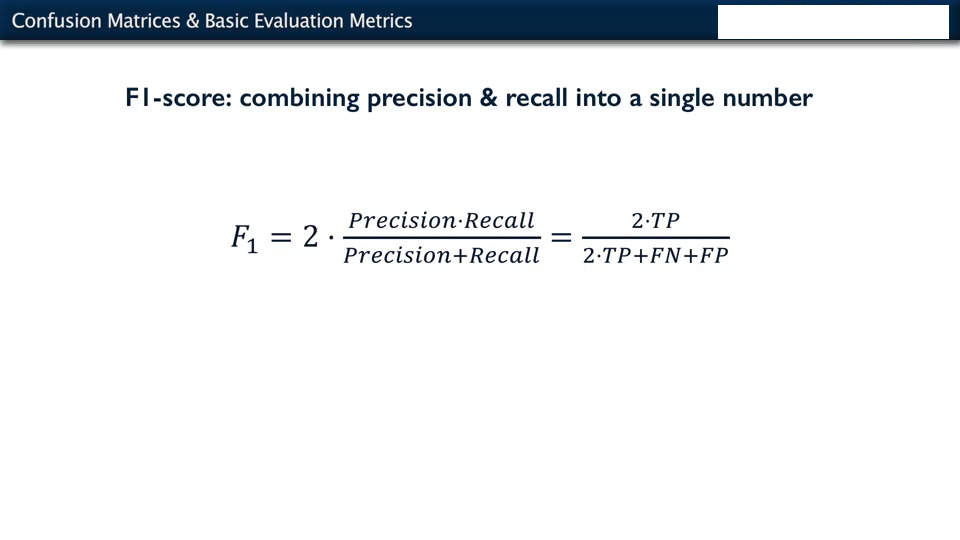 Confusion Matrices & Basic Evaluation Metrics
F1-score: combining precision & recall into a single number
F₁ = 2 · (Precision·Recall)/(Precision+Recall) = (2·TP)/(2·TP+FN+FP)